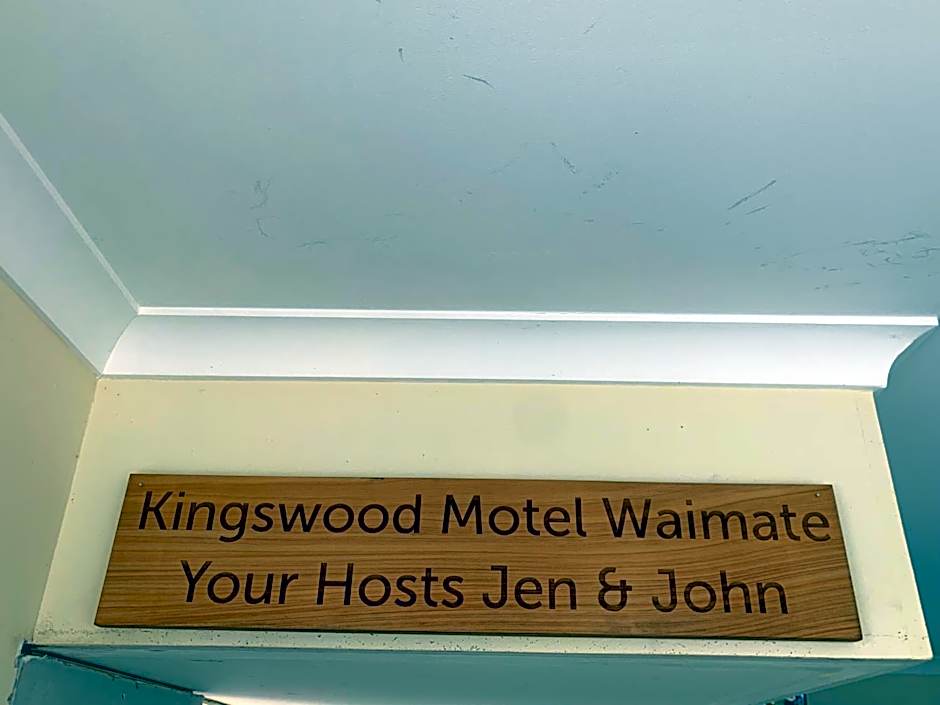 Kingswood Motel Waimate
Your Hosts Jen & John